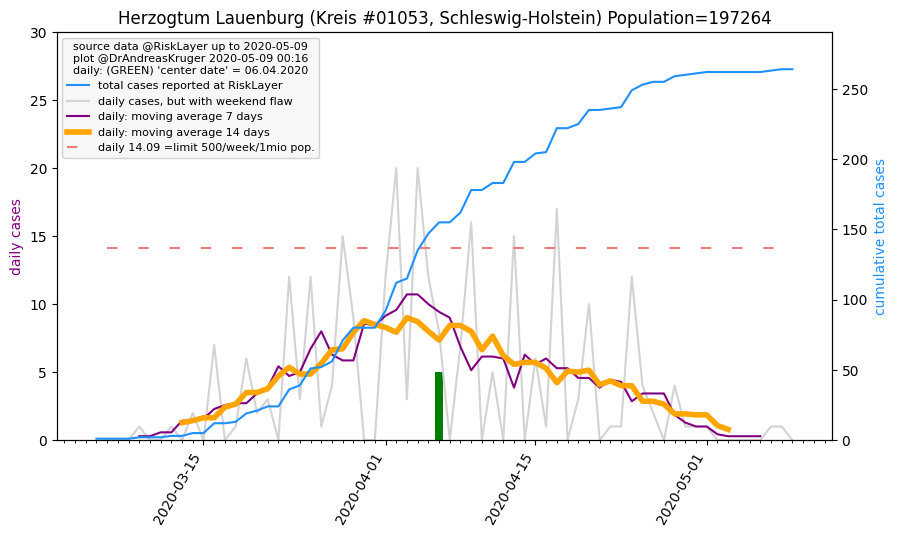 Herzogtum Lauenburg (Kreis #01053, Schleswig-Holstein) Population=197264
source data @RiskLayer up to 2020-05-09
plot @DrAndreasKruger 2020-05-09 00:16
daily: (GREEN) 'center date' = 06.04.2020
total cases reported at RiskLayer
daily cases, but with weekend flaw
daily: moving average 7 days
daily: moving average 14 days
daily 14.09 =limit 500/week/1mio pop.
daily cases
30
25
20
15
10
5
0
cumulative total cases
250
200
150
100
50
0
2020-03-15
2020-04-01
2020-04-15
2020-05-01